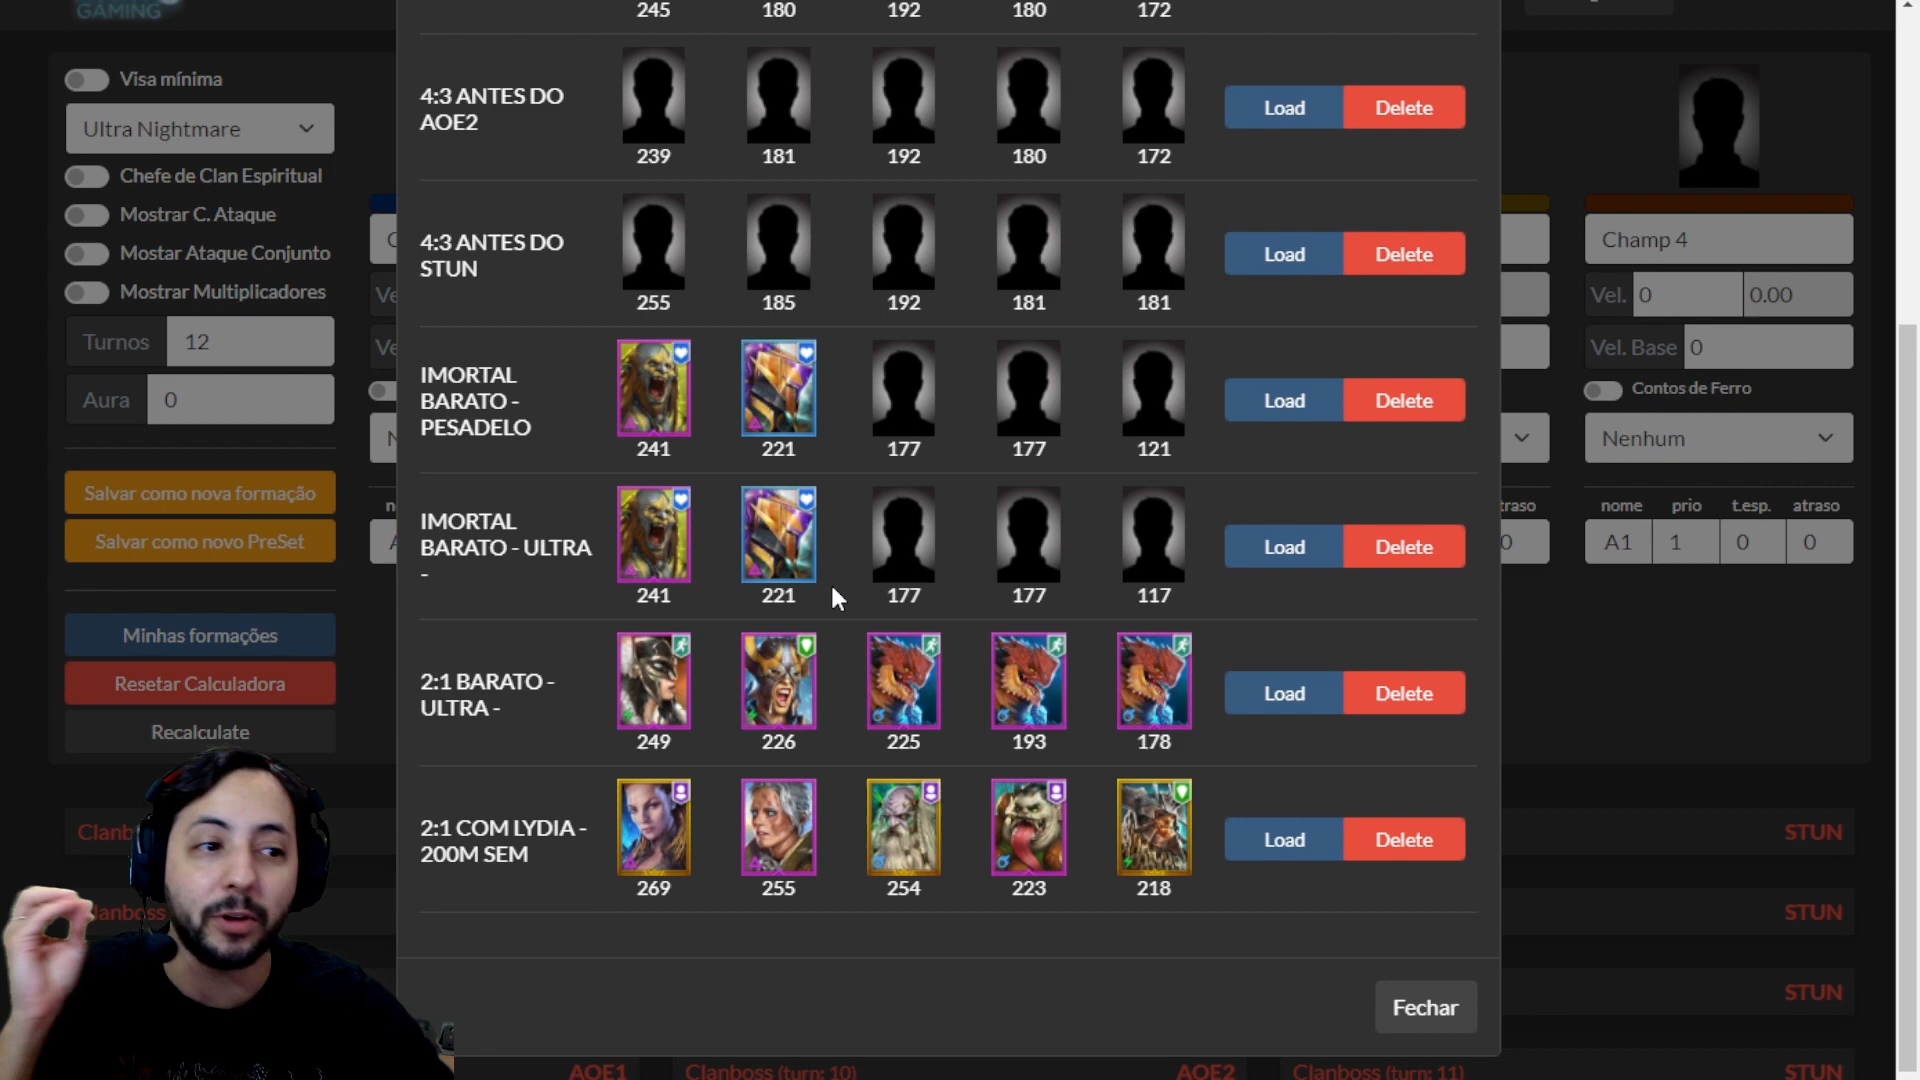 GAMING
245 180 192 180 172
Visa mínima
Ultra Nightmare
Chefe de Clan Espiritual
Mostrar C. Ataque
Mostar Ataque Conjunto
Mostrar Multiplicadores
Turnos 12
Aura 0
Salvar como nova formação
Salvar como novo PreSet
Minhas formações
Resetar Calculadora
Recalculate
4:3 ANTES DO
AOE2
239 181 192 180 172
Load Delete
4:3 ANTES DO
STUN
255 185 192 181 181
Load Delete
IMORTAL
BARATO -
PESADELO
241 221 177 177 121
Load Delete
IMORTAL
BARATO - ULTRA
-
241 221 177 177 117
Load Delete
2:1 BARATO -
ULTRA -
249 226 225 193 178
Load Delete
2:1 COM LYDIA -
200M SEM
269 255 254 223 218
Load Delete
Fechar
Champ 4
Vel. 0 0.00
Vel. Base 0
Contos de Ferro
Nenhum
nome prio t.esp. atraso
A1 1 0 0
0
STUN
STUN
STUN
AOE1 Clanboss (turn: 10) AOE2 Clanboss (turn: 11) STUN